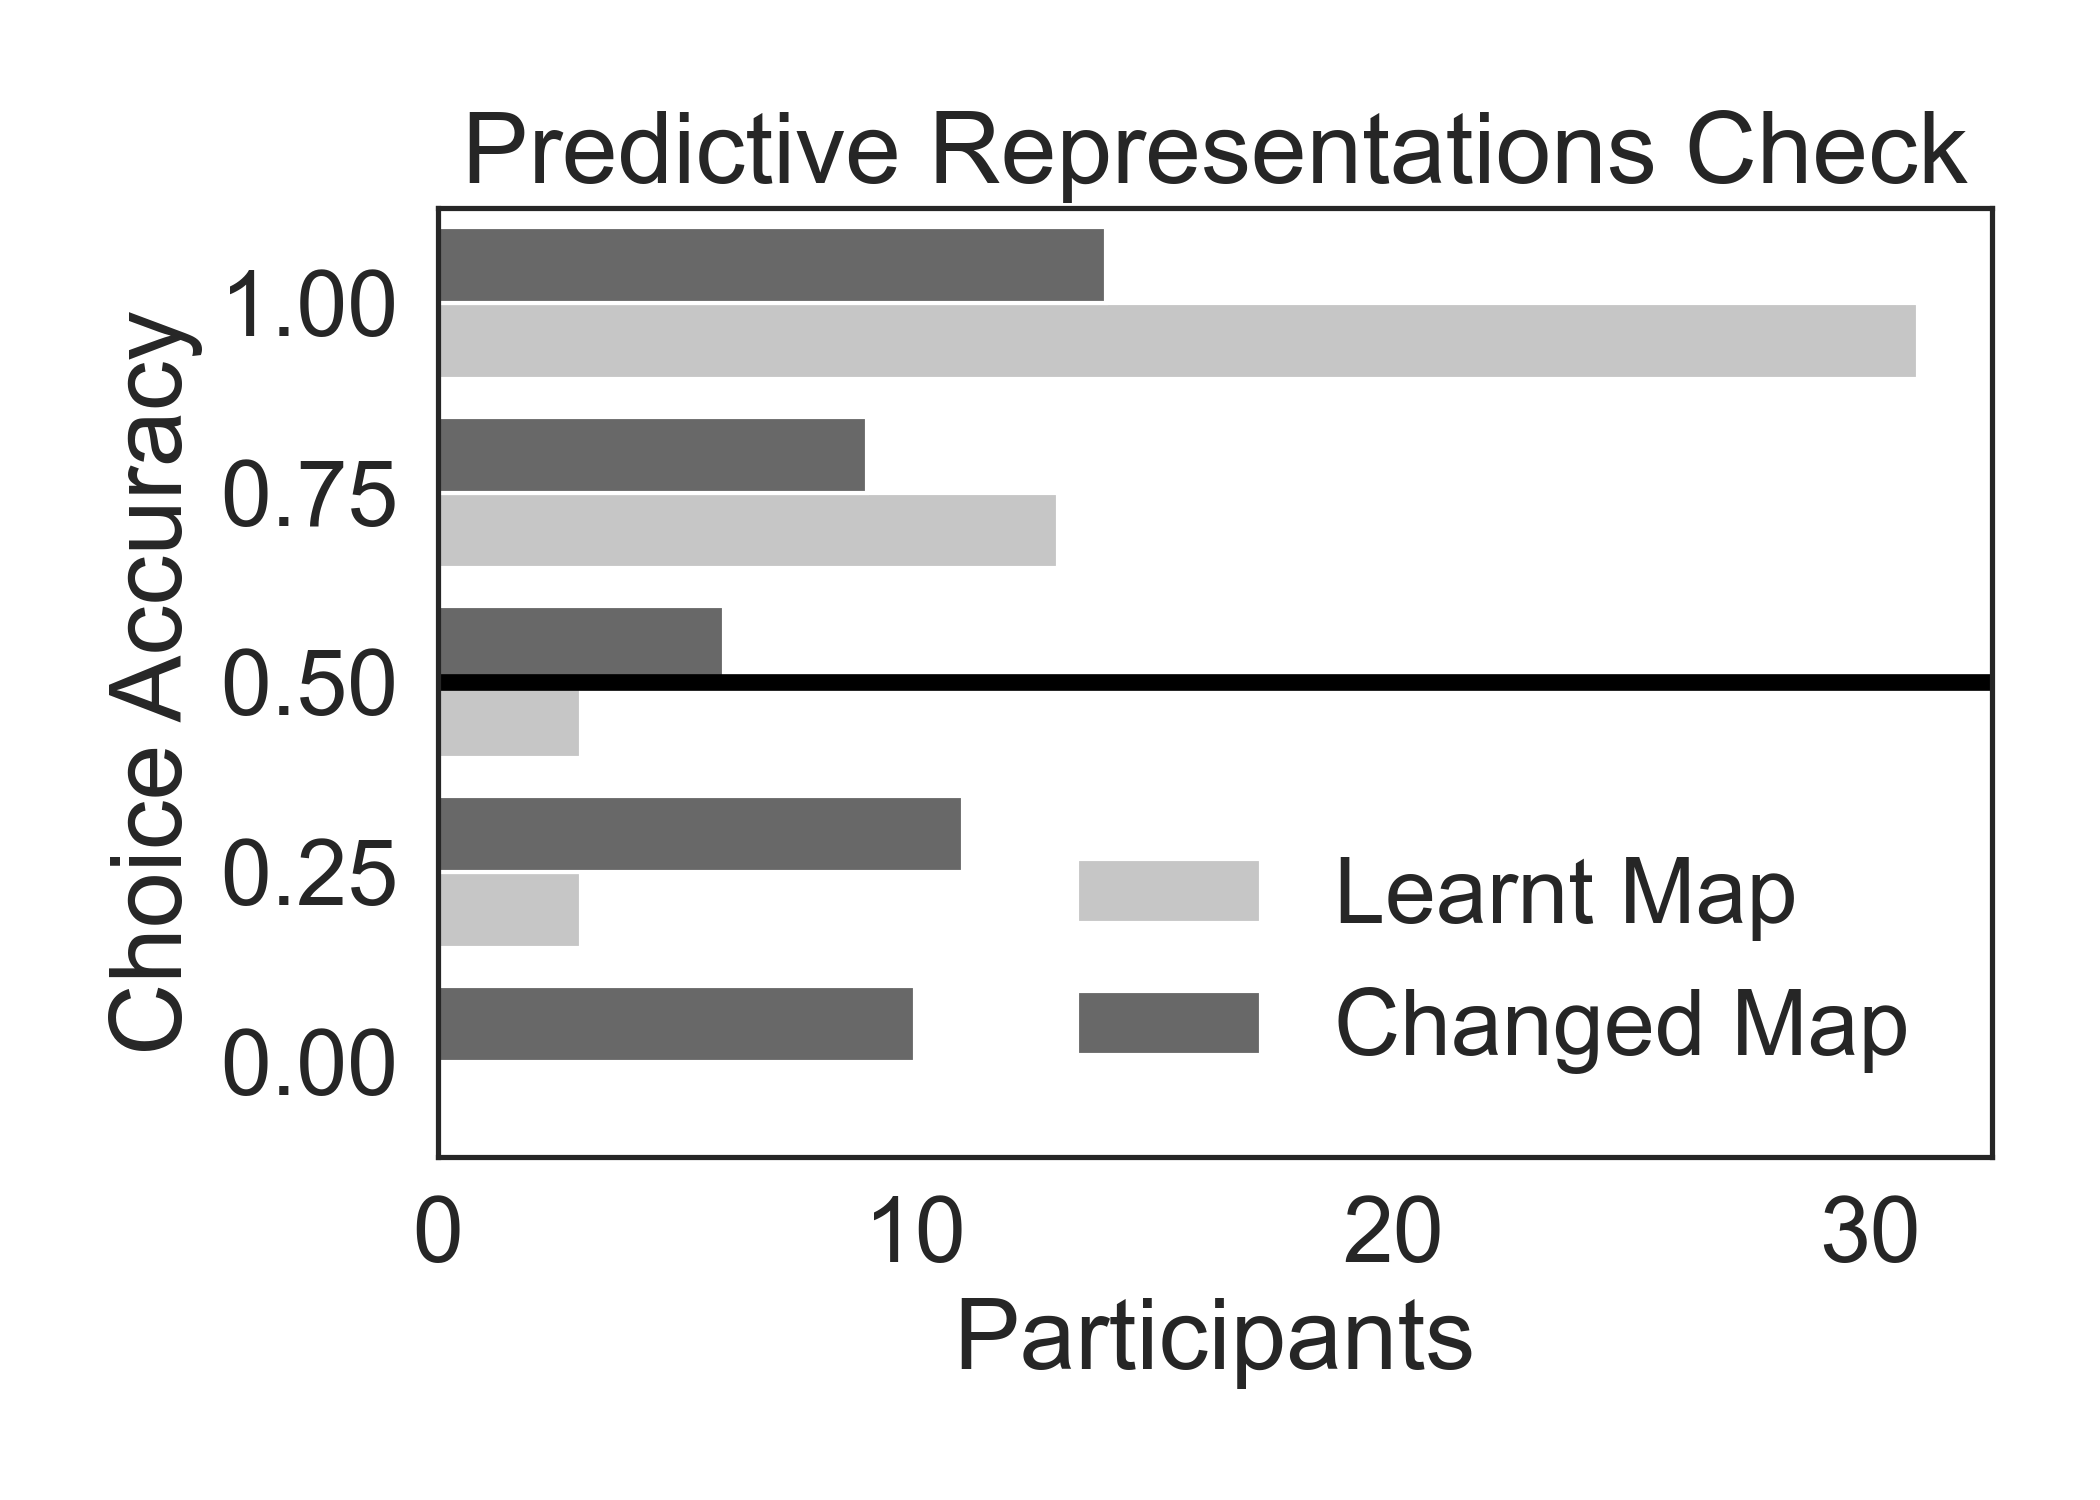 Predictive Representations Check
Choice Accuracy
1.00
0.75
0.50
0.25
0.00
Learnt Map
Changed Map
0 10 20 30
Participants